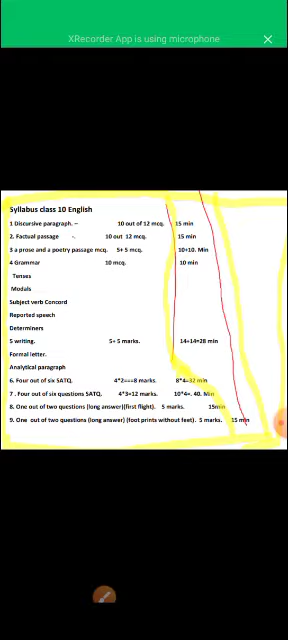 XRecorder App is using microphone
Syllabus class 10 English
1 Discursive paragraph. – 10 out of 12 mcq. 15 min
2. Factual passage -. 10 out 12 mcq. 15 min
3 a prose and a poetry passage mcq. 5+ 5 mcq. 10+10. Min
4 Grammar 10 mcq. 10 min
Tenses
Modals
Subject verb Concord
Reported speech
Determiners
5 writing. 5+ 5 marks. 14+14=28 min
Formal letter.
Analytical paragraph
6. Four out of six SATQ. 4*2===8 marks. 8*4=32 min
7 . Four out of six questions SATQ. 4*3=12 marks. 10*4=. 40. Min
8. One out of two questions (long answer)(first flight). 5 marks. 15min
9. One out of two questions (long answer) (foot prints without feet). 5 marks. 15 min